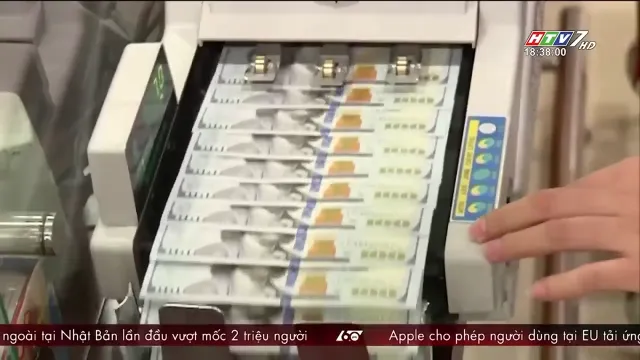 HTV7 HD
18:38:00
ngoài tại Nhật Bản lần đầu vượt mốc 2 triệu người 60 Apple cho phép người dùng tại EU tải ứng